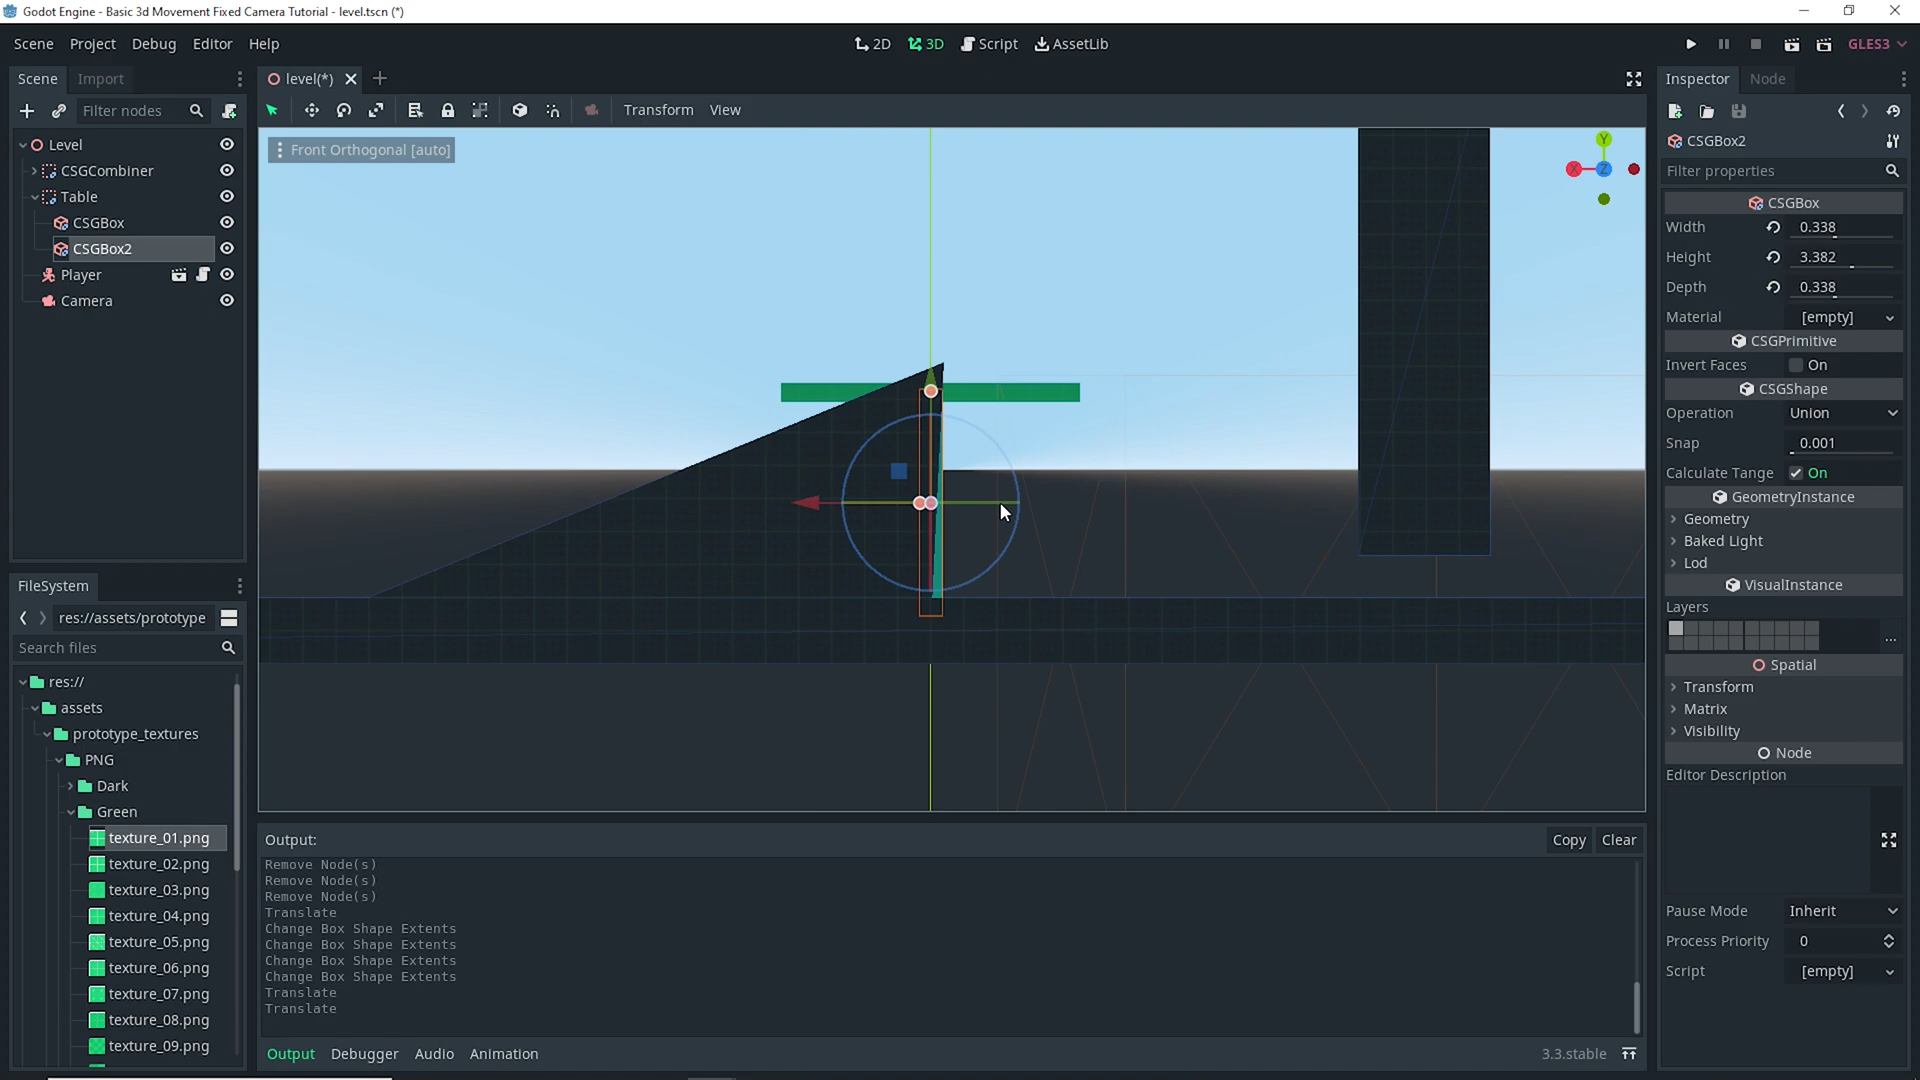 Godot Engine - Basic 3d Movement Fixed Camera Tutorial - level.tscn (*)
Scene Project Debug Editor Help
2D 3D Script AssetLib
GLES3
Scene Import
level(*)
Inspector Node
Filter nodes
Transform View
Level
CSGCombiner
Table
CSGBox
CSGBox2
Player
Camera
Front Orthogonal [auto]
Y
X
Z
CSGBox2
Filter properties
CSGBox
Width 0.338
Height 3.382
Depth 0.338
Material [empty]
CSGPrimitive
Invert Faces On
CSGShape
Operation Union
Snap 0.001
Calculate Tange On
GeometryInstance
Geometry
Baked Light
Lod
VisualInstance
Layers
...
Spatial
Transform
Matrix
Visibility
Node
Editor Description
Pause Mode Inherit
Process Priority 0
Script [empty]
FileSystem
res://assets/prototype
Search files
res://
assets
prototype_textures
PNG
Dark
Green
texture_01.png
texture_02.png
texture_03.png
texture_04.png
texture_05.png
texture_06.png
texture_07.png
texture_08.png
texture_09.png
Output:
Copy Clear
Remove Node(s)
Remove Node(s)
Remove Node(s)
Translate
Change Box Shape Extents
Change Box Shape Extents
Change Box Shape Extents
Change Box Shape Extents
Translate
Translate
Output Debugger Audio Animation
3.3.stable